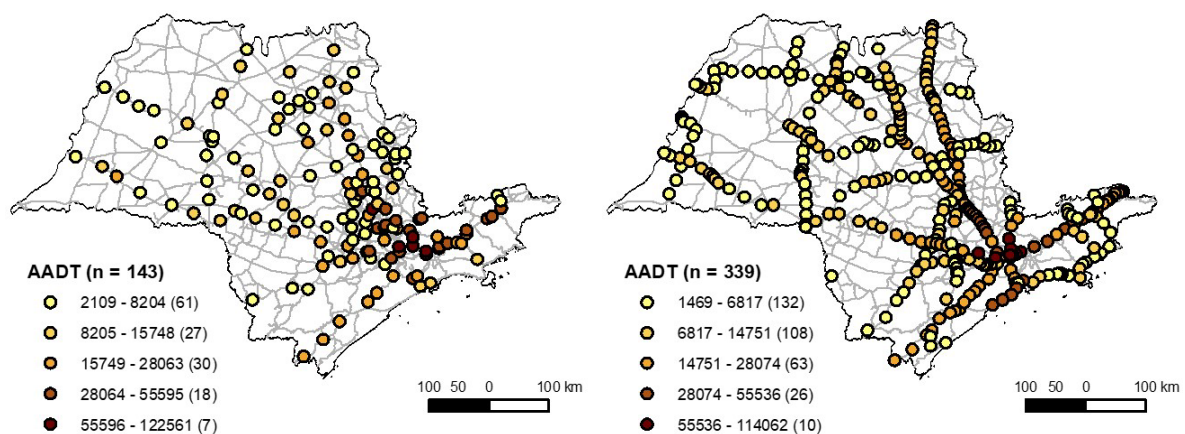 AADT (n = 143)
2109 - 8204 (61)
8205 - 15748 (27)
15749 - 28063 (30)
28064 - 55595 (18)
55596 - 122561 (7)
100 50 0 100 km
AADT (n = 339)
1469 - 6817 (132)
6817 - 14751 (108)
14751 - 28074 (63)
28074 - 55536 (26)
55536 - 114062 (10)
100 50 0 100 km